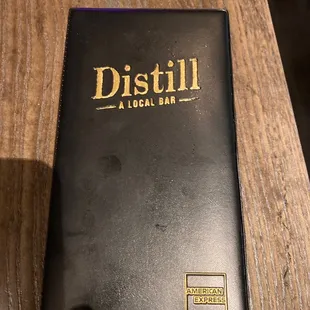 Distill
A LOCAL BAR
AMERICAN
EXPRESS